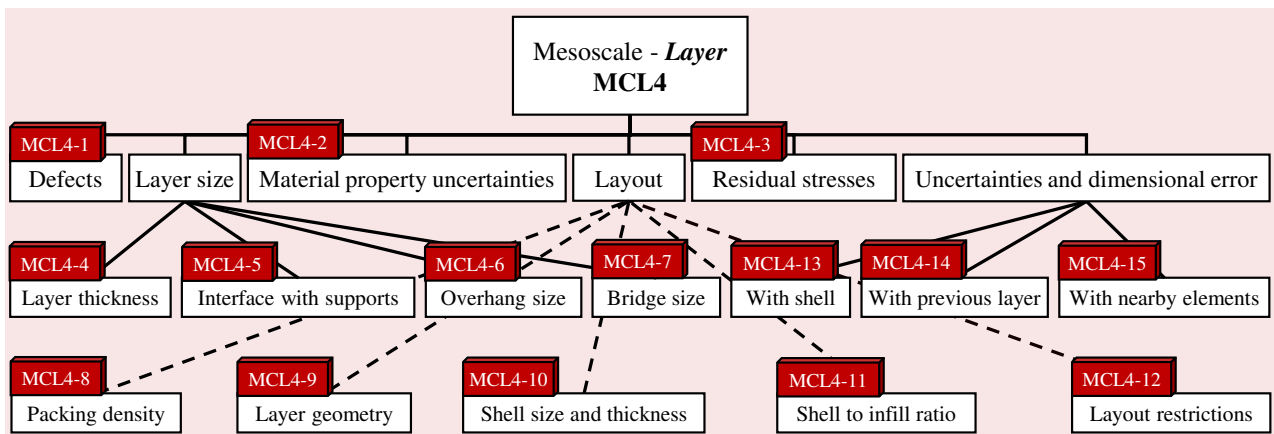 Mesoscale - Layer
MCL4
MCL4-1
MCL4-2
MCL4-3
Defects
Layer size
Material property uncertainties
Layout
Residual stresses
Uncertainties and dimensional error
MCL4-4
MCL4-5
MCL4-6
MCL4-7
MCL4-13
MCL4-14
MCL4-15
Layer thickness
Interface with supports
Overhang size
Bridge size
With shell
With previous layer
With nearby elements
MCL4-8
MCL4-9
MCL4-10
MCL4-11
MCL4-12
Packing density
Layer geometry
Shell size and thickness
Shell to infill ratio
Layout restrictions